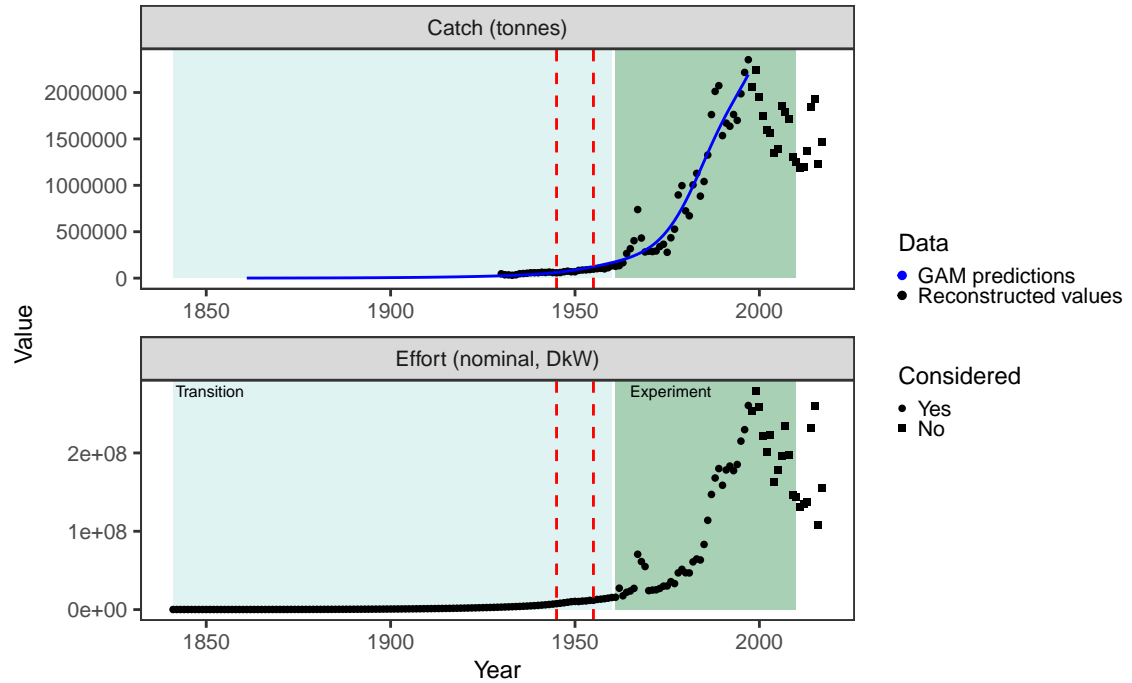 Catch (tonnes)
2000000
1500000
1000000
500000
0
1850
1900
1950
2000
Effort (nominal, DkW)
Transition
Experiment
2e+08
1e+08
0e+00
1850
1900
1950
2000
Year
Value
Data
GAM predictions
Reconstructed values
Considered
Yes
No